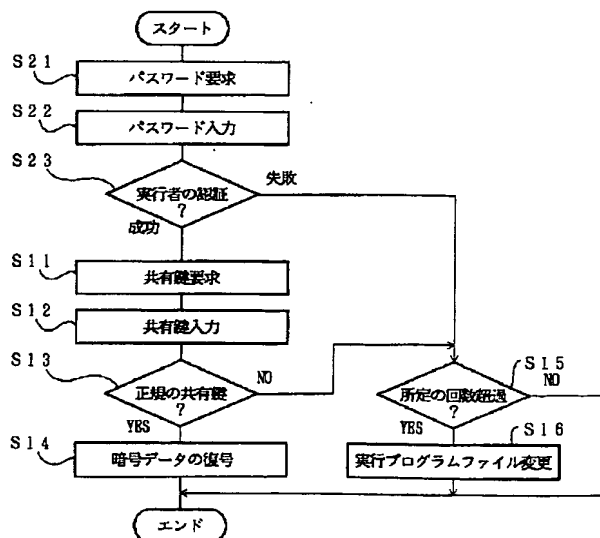 スタート
S21
パスワード要求
S22
パスワード入力
S23
実行者の認証
?
失敗
成功
S11
共有鍵要求
S12
共有鍵入力
S13
正規の共有鍵
?
NO
YES
S14
暗号データの復号
エンド
S15
所定の回数超過
?
NO
YES
S16
実行プログラムファイル変更